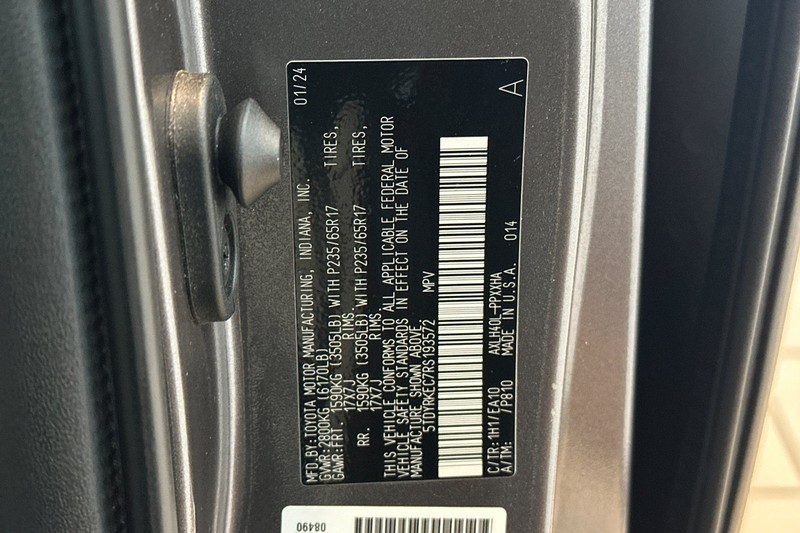 MFD.BY:TOYOTA MOTOR MANUFACTURING, INDIANA, INC. 01/24
GVWR:2800KG (6170LB)
GAWR:FRT. 1590KG (3505LB) WITH P235/65R17 TIRES,
17X7J RIMS,
RR. 1590KG (3505LB) WITH P235/65R17 TIRES,
17X7J RIMS.
THIS VEHICLE CONFORMS TO ALL APPLICABLE FEDERAL MOTOR
VEHICLE SAFETY STANDARDS IN EFFECT ON THE DATE OF
MANUFACTURE SHOWN ABOVE.
5TDYRKEC7RS193572 MPV
C/TR:1H1/EA10 AXLH40L-PPXXHA 014 A
A/TM: /P810 MADE IN U.S.A.
08490